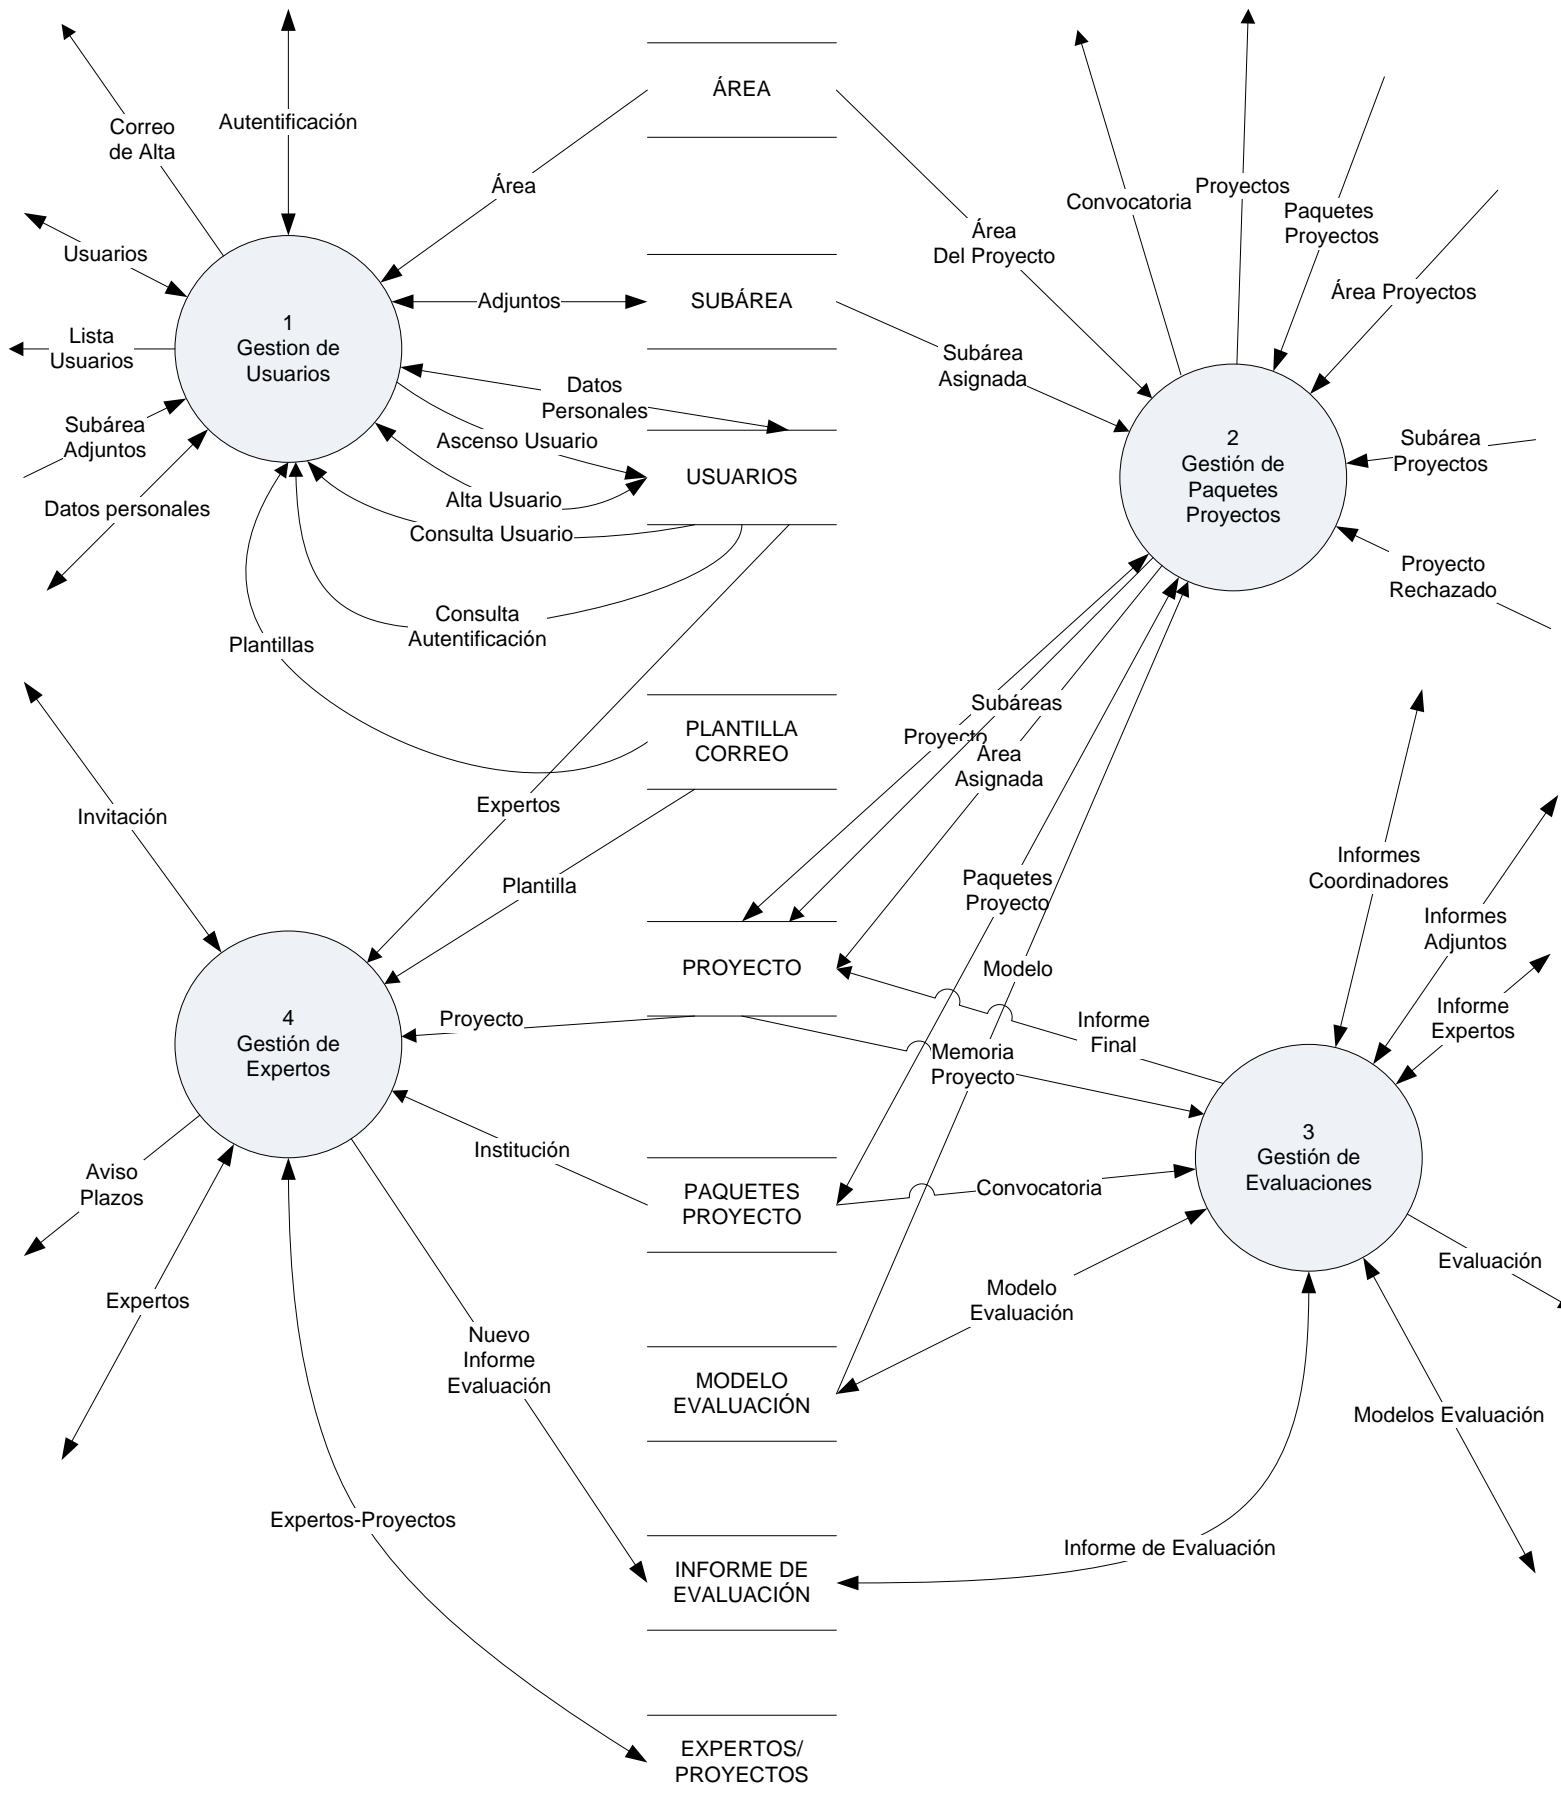 ÁREA
Correo
de Alta
Autentificación
Área
Usuarios
Área
Del Proyecto
Convocatoria
Proyectos
Paquetes
Proyectos
Área Proyectos
1
Gestion de
Usuarios
Adjuntos
SUBÁREA
Lista
Usuarios
Subárea
Asignada
Datos
Personales
Ascenso Usuario
Subárea
Adjuntos
USUARIOS
Alta Usuario
Datos personales
Consulta Usuario
2
Gestión de
Paquetes
Proyectos
Subárea
Proyectos
Proyecto
Rechazado
Consulta
Autentificación
Plantillas
PLANTILLA
CORREO
Subáreas
Proyecto
Área
Asignada
Invitación
Expertos
Plantilla
Paquetes
Proyecto
Informes
Coordinadores
Informes
Adjuntos
PROYECTO
Modelo
Informe
Expertos
4
Gestión de
Expertos
Proyecto
Informe
Final
Memoria
Proyecto
3
Gestión de
Evaluaciones
Institución
Aviso
Plazos
PAQUETES
PROYECTO
Convocatoria
Evaluación
Expertos
Modelo
Evaluación
Nuevo
Informe
Evaluación
MODELO
EVALUACIÓN
Modelos Evaluación
Expertos-Proyectos
Informe de Evaluación
INFORME DE
EVALUACIÓN
EXPERTOS/
PROYECTOS